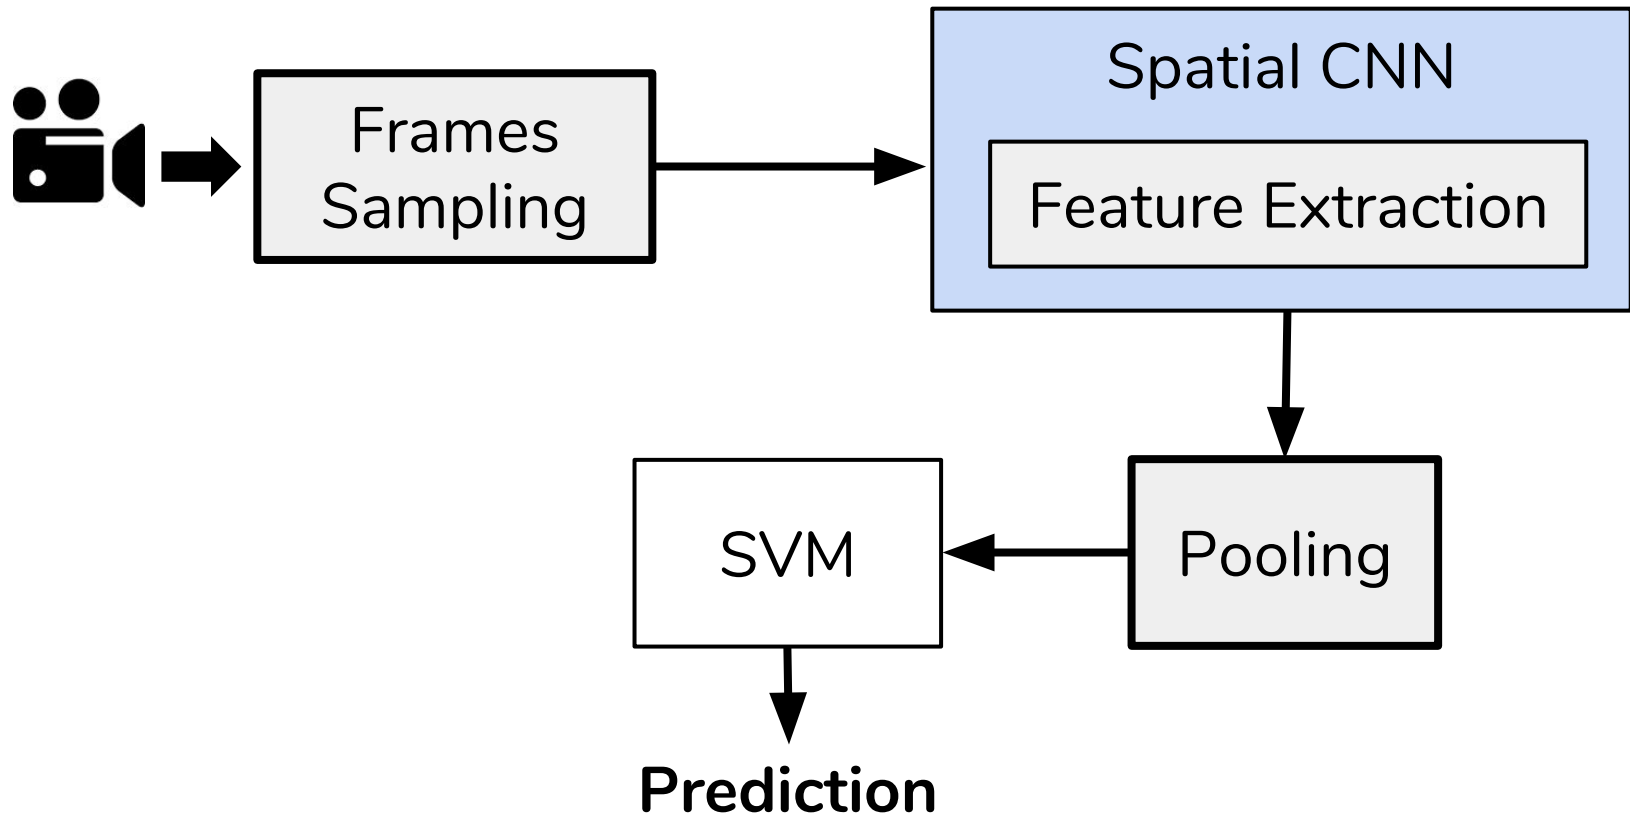 Frames
Sampling
Spatial CNN
Feature Extraction
SVM
Pooling
Prediction